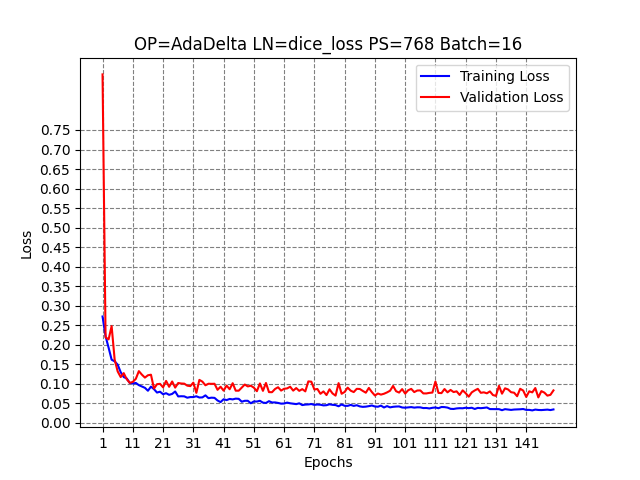 OP=AdaDelta LN=dice_loss PS=768 Batch=16
Training Loss
Validation Loss
0.75
0.70
0.65
0.60
0.55
0.50
0.45
0.40
0.35
0.30
0.25
0.20
0.15
0.10
0.05
0.00
Loss
1 11 21 31 41 51 61 71 81 91 101 111 121 131 141
Epochs